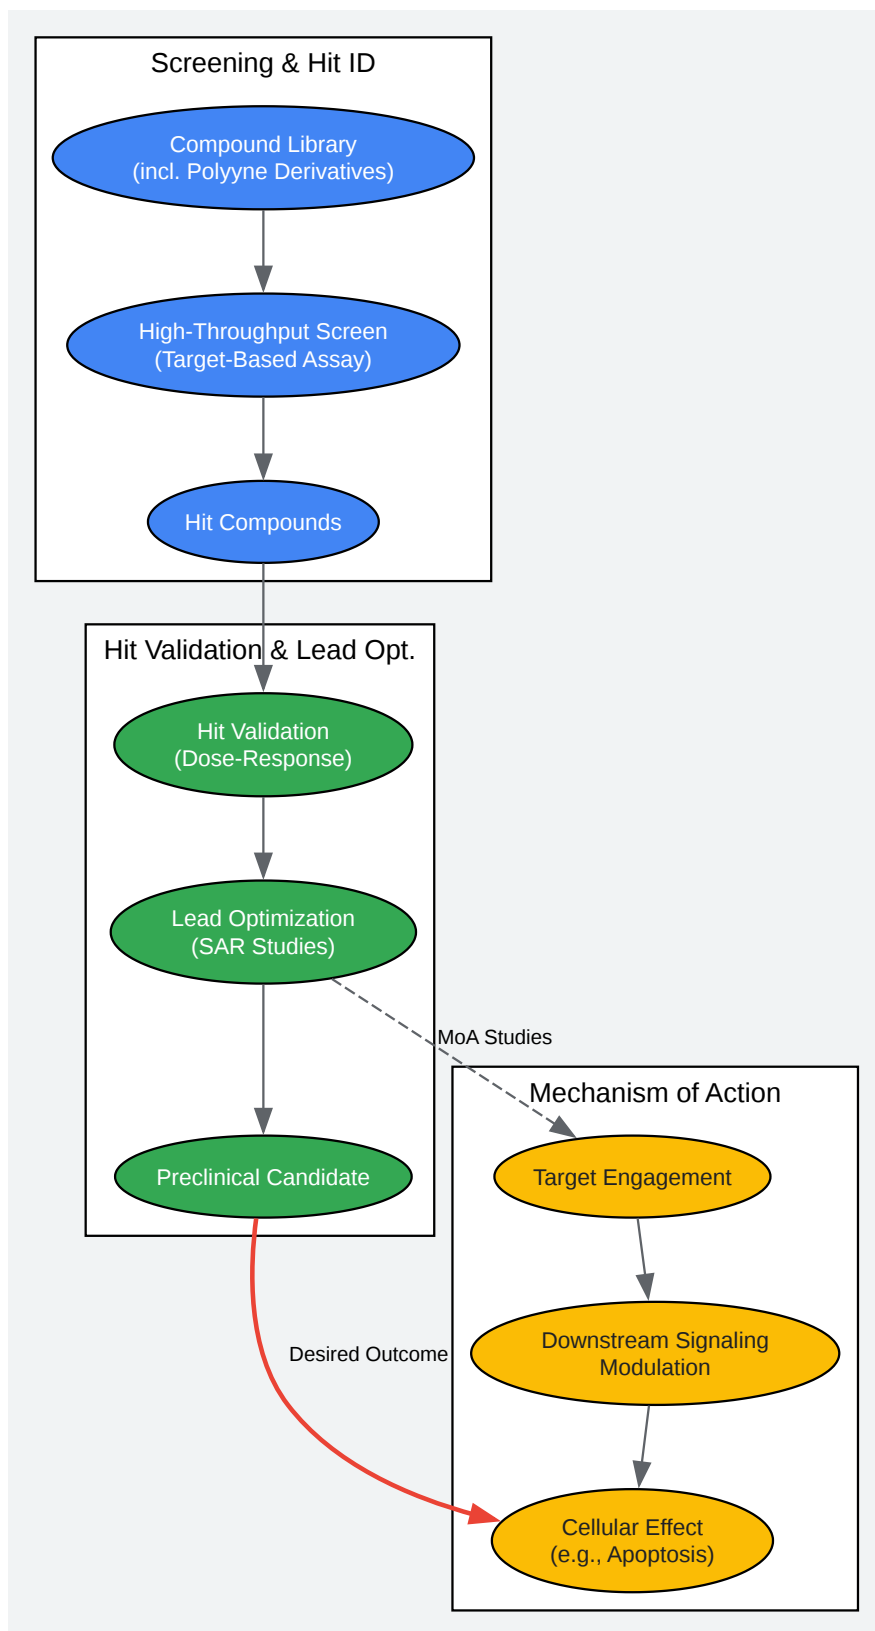 Screening & Hit ID
Compound Library
(incl. Polyyne Derivatives)
High-Throughput Screen
(Target-Based Assay)
Hit Compounds
Hit Validation & Lead Opt.
Hit Validation
(Dose-Response)
Lead Optimization
(SAR Studies)
MoA Studies
Mechanism of Action
Preclinical Candidate
Target Engagement
Downstream Signaling
Modulation
Desired Outcome
Cellular Effect
(e.g., Apoptosis)